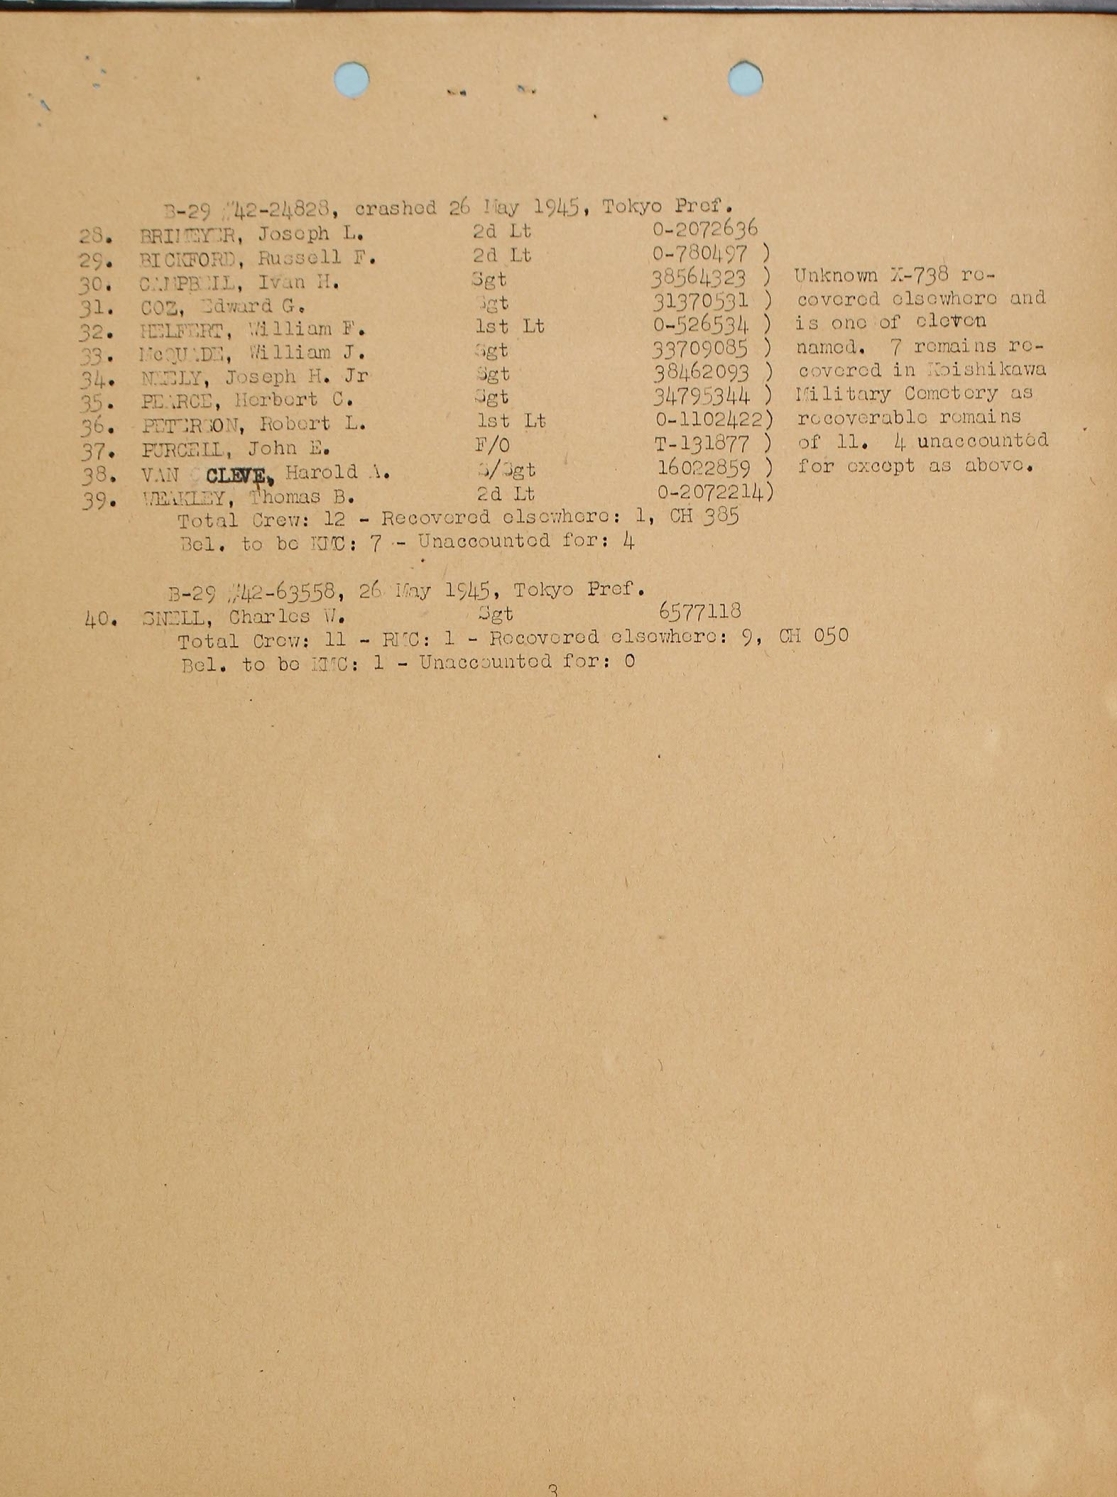 B-29 #42-24828, crashed 26 May 1945, Tokyo Pref.
28. BRIMEYER, Joseph L. 2d Lt 0-2072636
29. BICKFORD, Russell F. 2d Lt 0-780497 )
30. CAMPBELL, Ivan H. Sgt 38564323 ) Unknown X-738 re-
31. COZ, Edward G. Sgt 31370531 ) covered elsewhere and
32. HELFERT, William F. 1st Lt 0-526534 ) is one of eleven
33. McQUADE, William J. Sgt 33709085 ) named. 7 remains re-
34. NEELY, Joseph H. Jr Sgt 38462093 ) covered in Koishikawa
35. PEARCE, Herbert C. Sgt 34795344 ) Military Cemetery as
36. PETERSON, Robert L. 1st Lt 0-1102422) recoverable remains
37. PURCELL, John E. F/O T-131877 ) of 11. 4 unaccounted
38. VAN CLEVE, Harold A. S/Sgt 16022859 ) for except as above.
39. WEAKLEY, Thomas B. 2d Lt 0-2072214)
Total Crew: 12 - Recovered elsewhere: 1, CH 385
Bel. to be KMC: 7 - Unaccounted for: 4
B-29 #42-63558, 26 May 1945, Tokyo Pref.
40. SNELL, Charles W. Sgt 6577118
Total Crew: 11 - RMC: 1 - Recovered elsewhere: 9, CH 050
Bel. to be KMC: 1 - Unaccounted for: 0
3